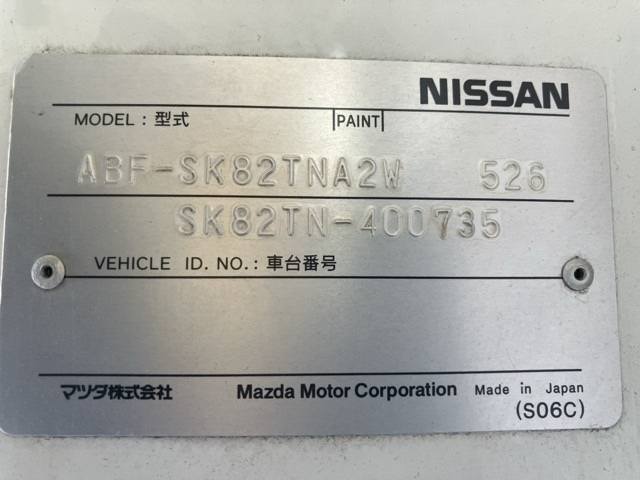 NISSAN
MODEL : 型式 PAINT
ABF-SK82TNA2W 526
SK82TN-400735
VEHICLE ID. NO. : 車台番号
マツダ株式会社 Mazda Motor Corporation Made in Japan
(S06C)